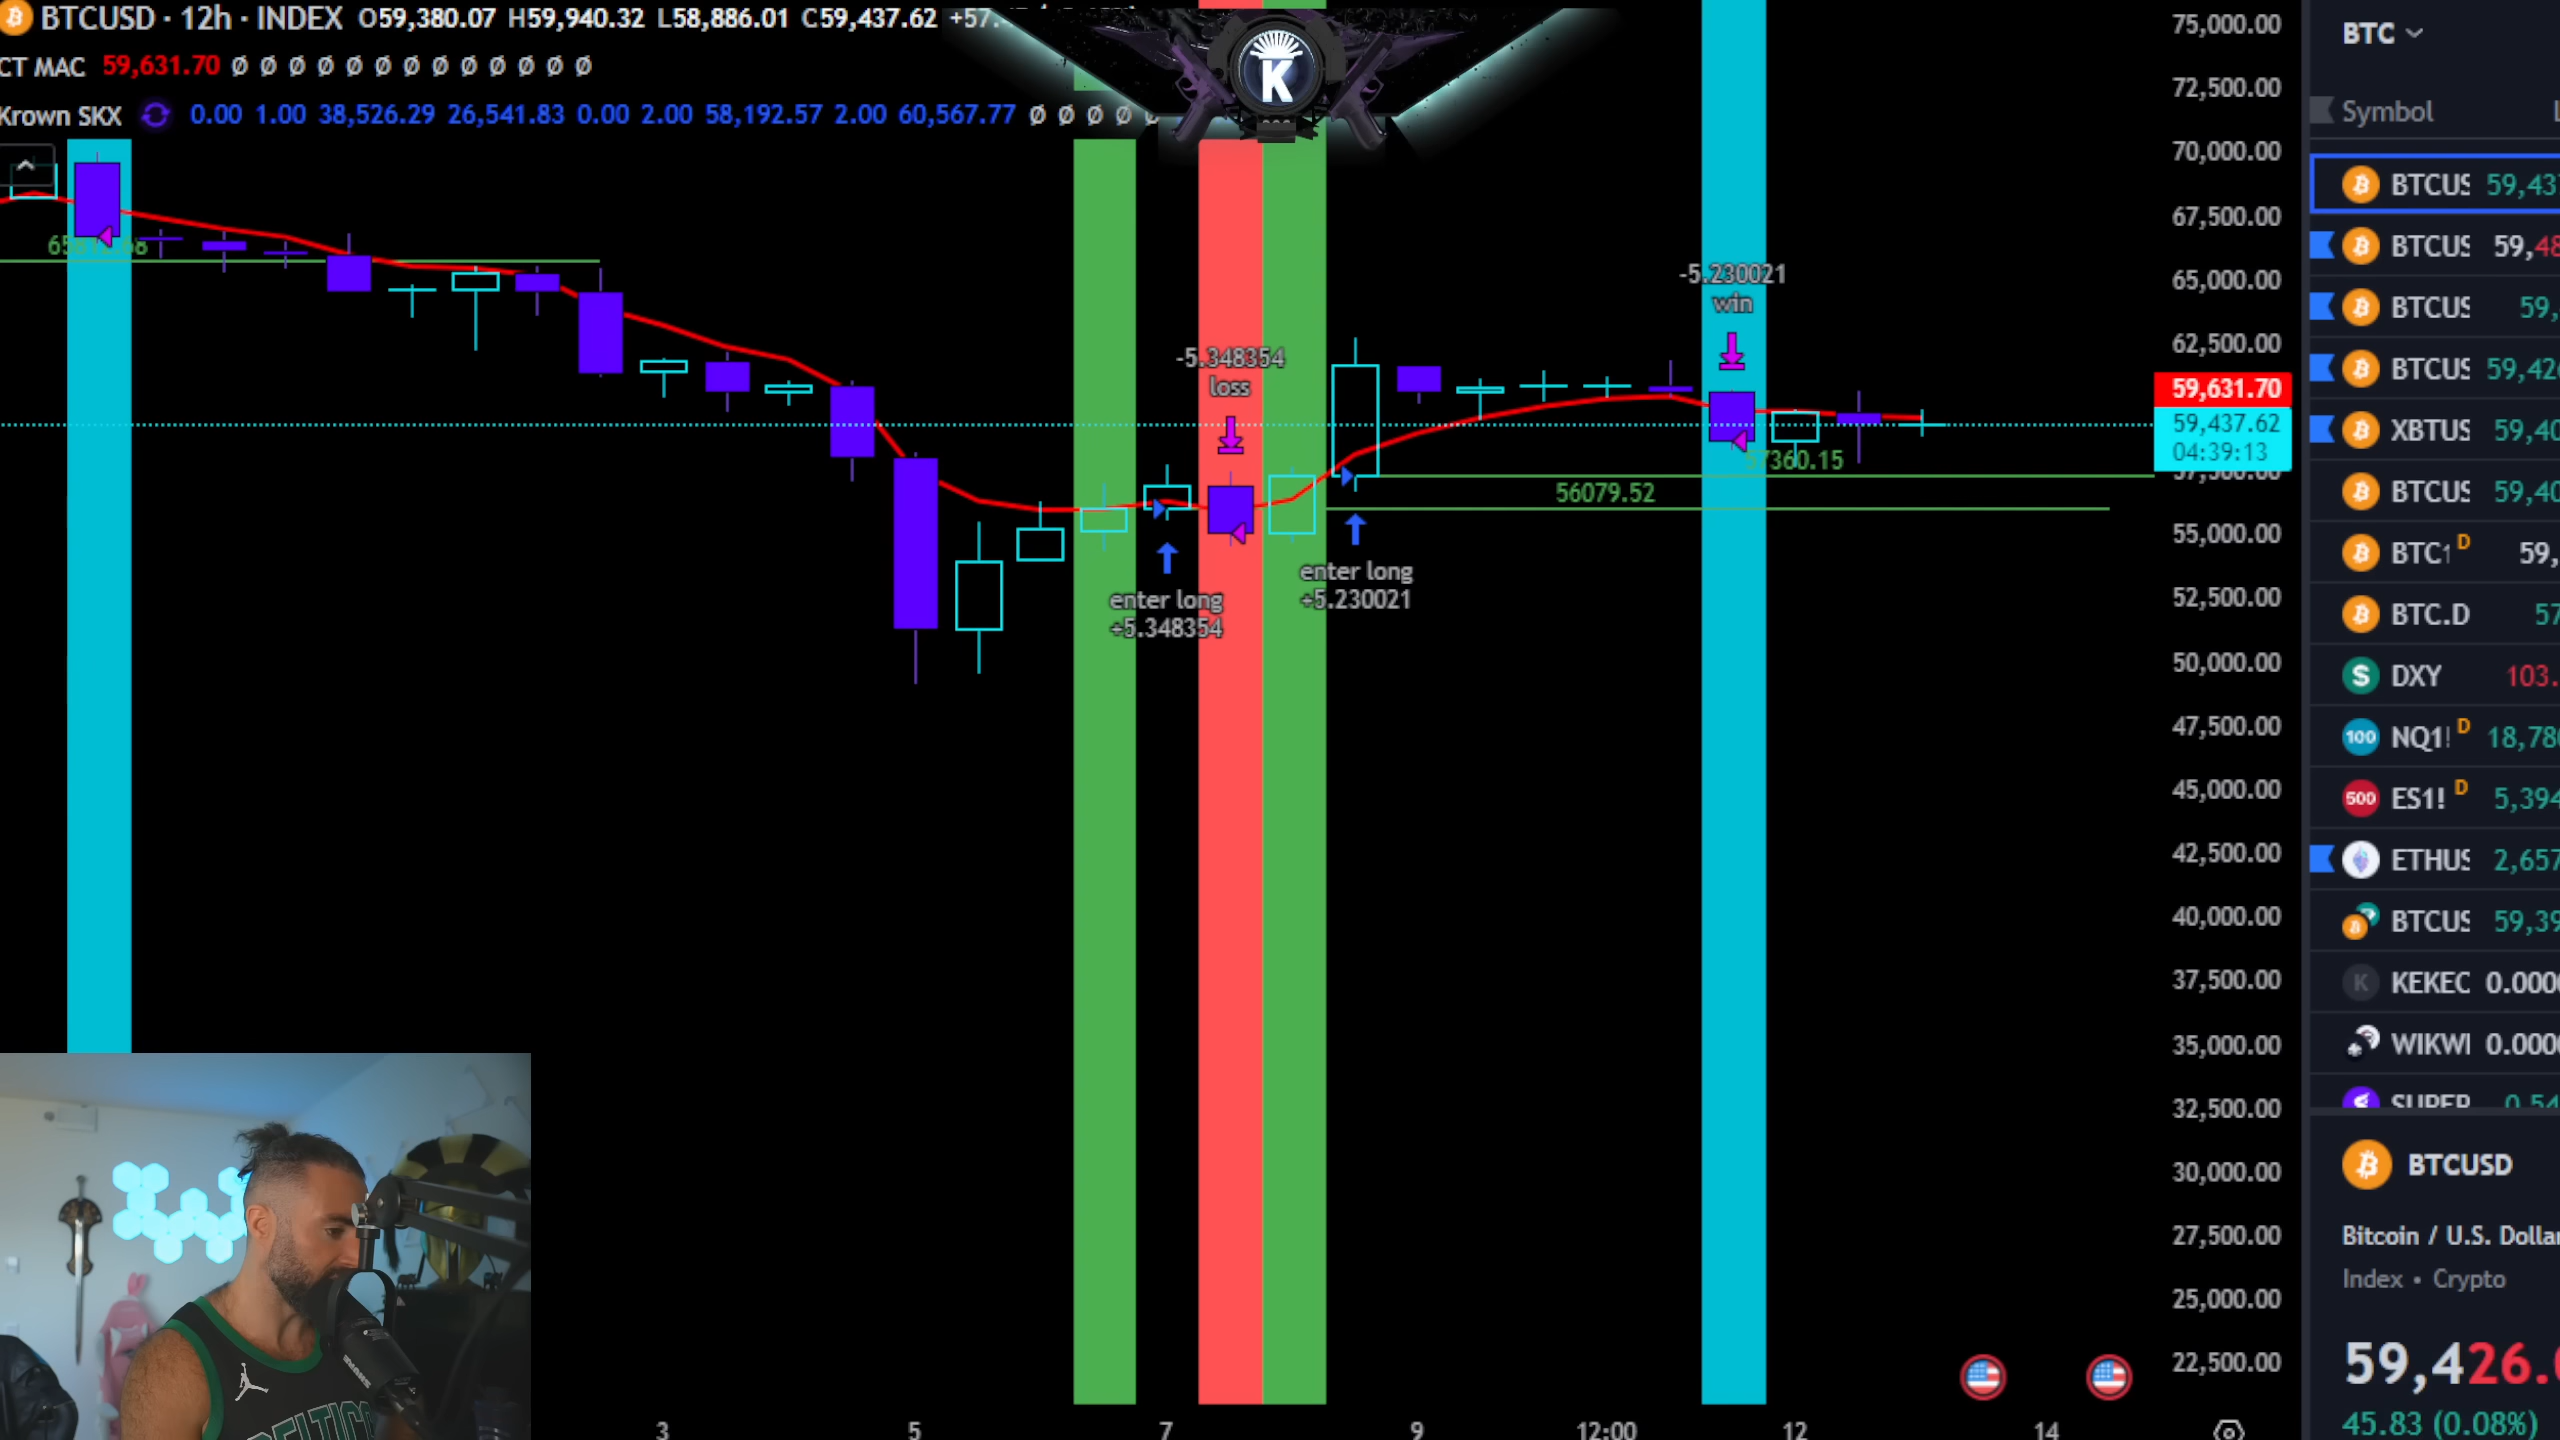 BTCUSD · 12h · INDEX O59,380.07 H59,940.32 L58,886.01 C59,437.62
CT MAC 59,631.70 Ø Ø Ø Ø Ø Ø Ø Ø Ø Ø Ø Ø Ø
Krown SKX 0.00 1.00 38,526.29 26,541.83 0.00 2.00 58,192.57 2.00 60,567.77 Ø Ø Ø Ø
K
-5.348354
loss
enter long
+5.348354
enter long
+5.230021
-5.230021
win
56079.52
75,000.00
72,500.00
70,000.00
67,500.00
65,000.00
62,500.00
59,631.70
59,437.62
04:39:13
55,000.00
52,500.00
50,000.00
47,500.00
45,000.00
42,500.00
40,000.00
37,500.00
35,000.00
32,500.00
30,000.00
27,500.00
25,000.00
22,500.00
3 5 7 9 12:00 12 14
BTC
Symbol
BTCUS 59,43
BTCUS 59,48
BTCUS 59,
BTCUS 59,42
XBTUS 59,40
BTCUS 59,40
BTC1 D 59,
BTC.D 57
DXY 103.
100 NQ1! D 18,78
500 ES1! D 5,394
ETHUS 2,657
BTCUS 59,39
K KEKEC 0.000
WIKWI 0.000
SUPER 0.54
BTCUSD
Bitcoin / U.S. Dollar
Index • Crypto
59,426.0
45.83 (0.08%)